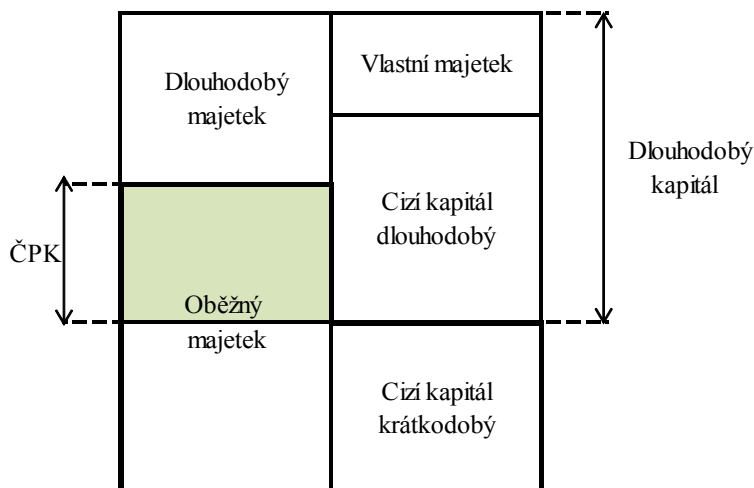 Dlouhodobý
majetek
Vlastní majetek
Dlouhodobý
kapitál
Cizí kapitál
dlouhodobý
ČPK
Oběžný
majetek
Cizí kapitál
krátkodobý